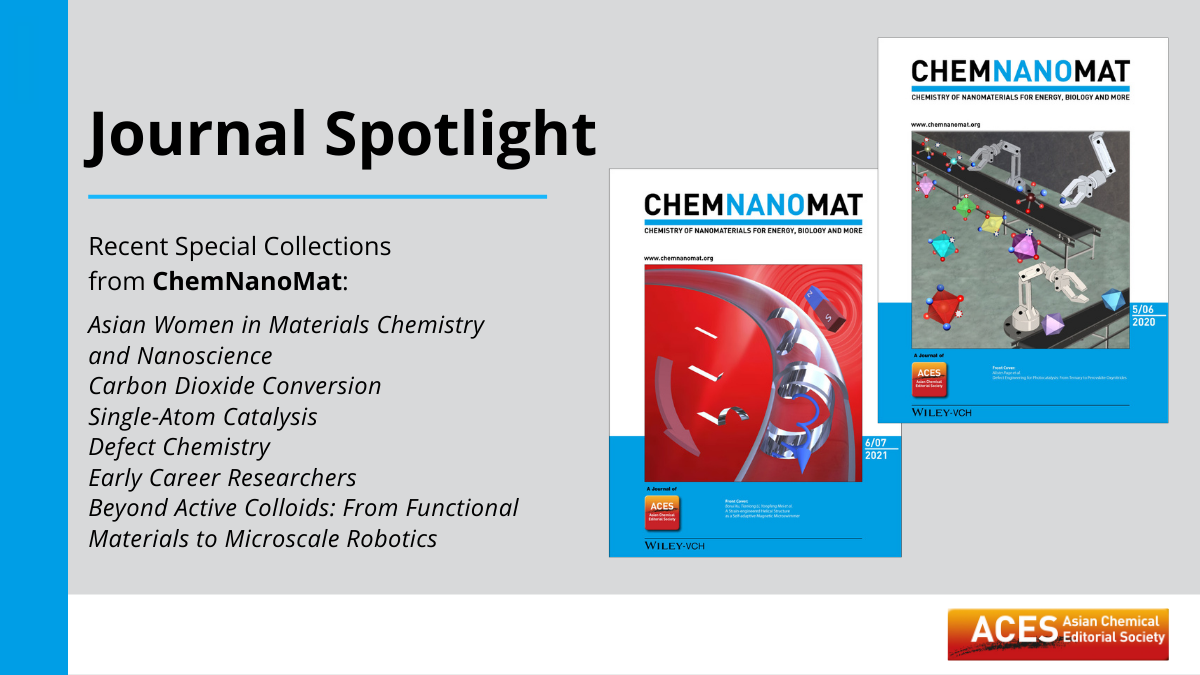 Journal Spotlight
Recent Special Collections
from ChemNanoMat:
Asian Women in Materials Chemistry
and Nanoscience
Carbon Dioxide Conversion
Single-Atom Catalysis
Defect Chemistry
Early Career Researchers
Beyond Active Colloids: From Functional
Materials to Microscale Robotics
CHEMNANOMAT
CHEMISTRY OF NANOMATERIALS FOR ENERGY, BIOLOGY AND MORE
www.chemnanomat.org
S
6/07
2021
A Journal of
ACES
Asian Chemical
Editorial Society
Front Cover:
WILEY-VCH
CHEMNANOMAT
CHEMISTRY OF NANOMATERIALS FOR ENERGY, BIOLOGY AND MORE
www.chemnanomat.org
5/06
2020
A Journal of
ACES
Asian Chemical
Editorial Society
Front Cover:
WILEY-VCH
ACES Asian Chemical
Editorial Society